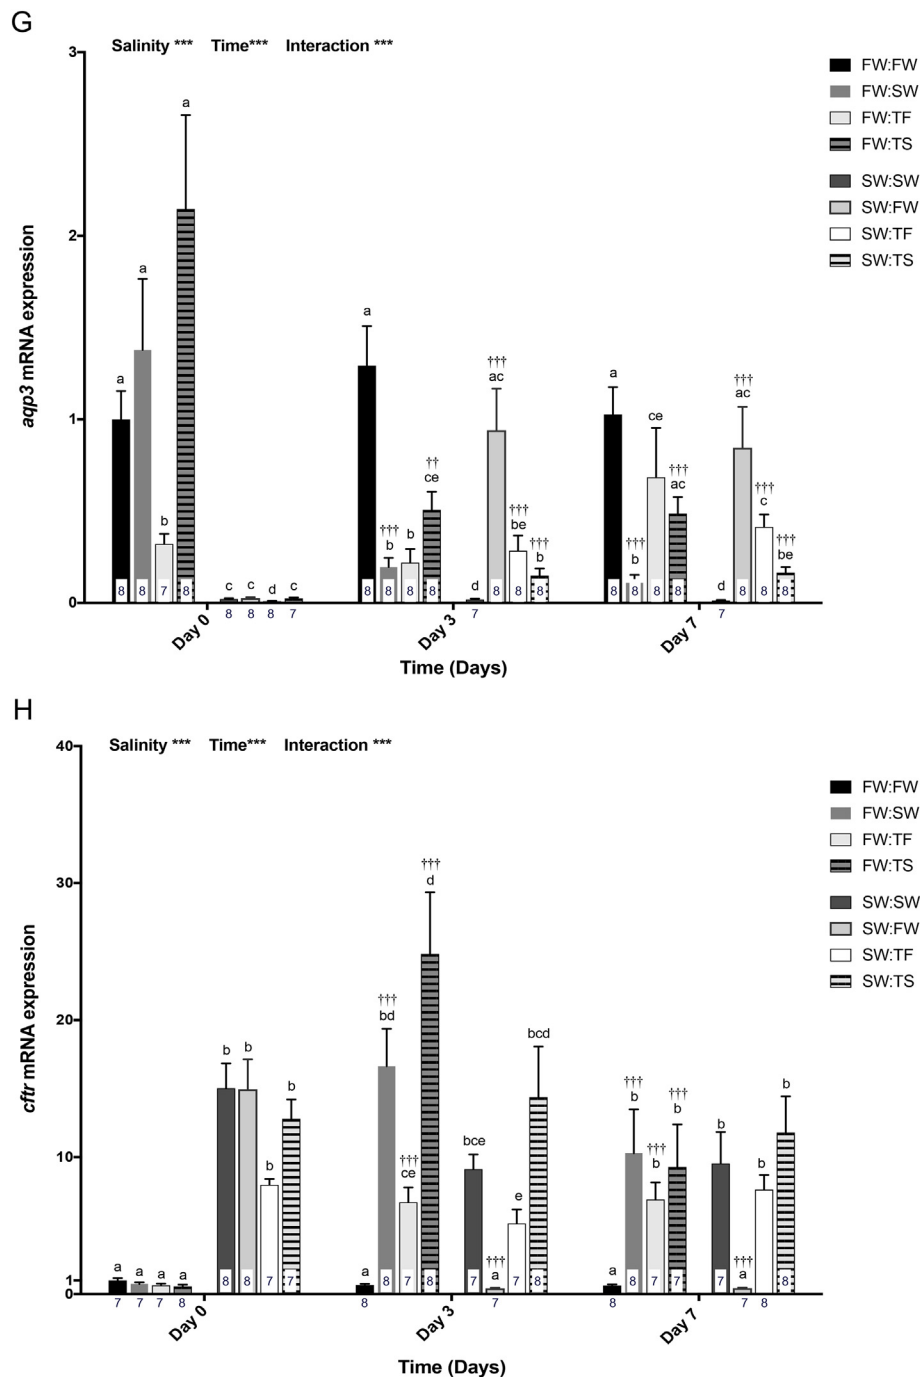 G
Salinity *** Time*** Interaction ***
3
2
1
0
aqp3 mRNA expression
FW:FW
FW:SW
FW:TF
FW:TS
SW:SW
SW:FW
SW:TF
SW:TS
a a b a
c c d c
a ††† b b †† ce
d ††† ac ††† be ††† b
a ††† b ce ††† ac
d ††† ac ††† c ††† be
8 8 7 8 8 8 8 7
8 8 8 8 7 8 8 8
8 8 8 8 7 8 8 8
Day 0 Day 3 Day 7
Time (Days)
H
Salinity *** Time*** Interaction ***
40
30
20
10
1
0
cftr mRNA expression
FW:FW
FW:SW
FW:TF
FW:TS
SW:SW
SW:FW
SW:TF
SW:TS
a a a a
b b b b
a ††† bd ††† ce ††† d
bce ††† a e bcd
a ††† b ††† b ††† b
b ††† a b b
7 7 7 8 8 8 7 7
8 8 7 8 7 7 7 8
8 8 7 7 7 7 8 8
Day 0 Day 3 Day 7
Time (Days)